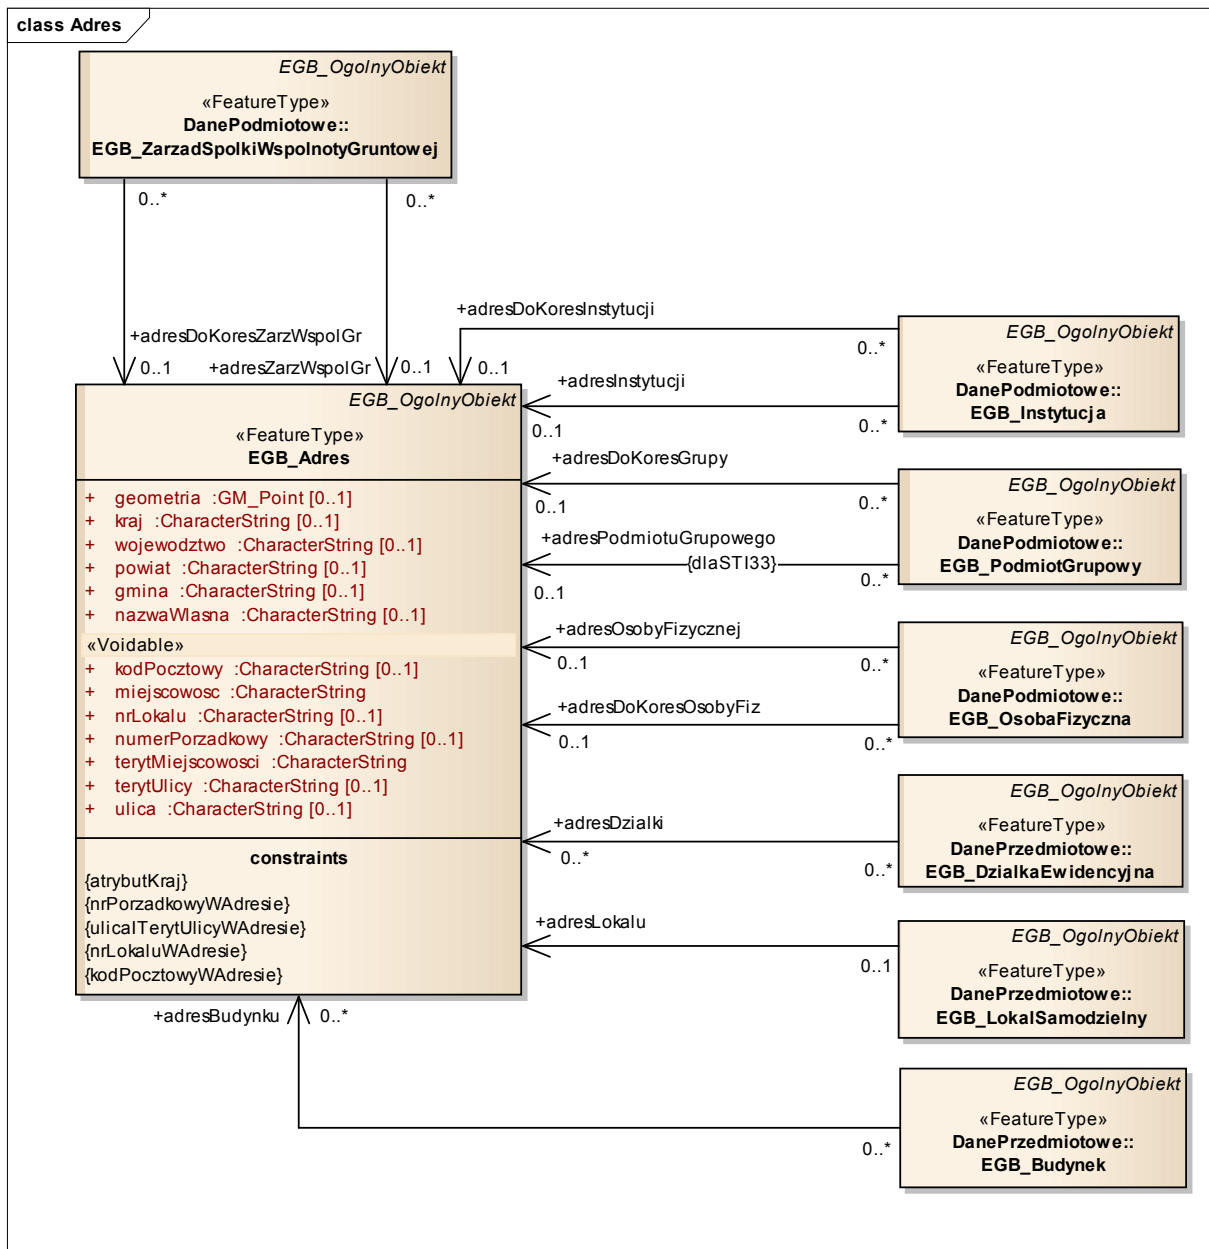 class Adres
EGB_OgolnyObiekt
«FeatureType»
DanePodmiotowe::
EGB_ZarzadSpolkiWspolnotyGruntowej
0..*
0..*
+adresDoKoresZarzWspolGr
0..1
+adresZarzWspolGr
0..1
+adresDoKoresInstytucji
0..1
0..*
EGB_OgolnyObiekt
«FeatureType»
DanePodmiotowe::
EGB_Instytucja
+adresInstytucji
0..1
0..*
EGB_OgolnyObiekt
«FeatureType»
EGB_Adres
+ geometria :GM_Point [0..1]
+ kraj :CharacterString [0..1]
+ wojewodztwo :CharacterString [0..1]
+ powiat :CharacterString [0..1]
+ gmina :CharacterString [0..1]
+ nazwaWlasna :CharacterString [0..1]
«Voidable»
+ kodPocztowy :CharacterString [0..1]
+ miejscowosc :CharacterString
+ nrLokalu :CharacterString [0..1]
+ numerPorzadkowy :CharacterString [0..1]
+ terytMiejscowosci :CharacterString
+ terytUlicy :CharacterString [0..1]
+ ulica :CharacterString [0..1]
constraints
{atrybutKraj}
{nrPorzadkowyWAdresie}
{ulicaITerytUlicyWAdresie}
{nrLokaluWAdresie}
{kodPocztowyWAdresie}
+adresDoKoresGrupy
0..1
0..*
EGB_OgolnyObiekt
«FeatureType»
DanePodmiotowe::
EGB_PodmiotGrupowy
+adresPodmiotuGrupowego
{dlaSTI33}
0..1
0..*
+adresOsobyFizycznej
0..1
0..*
EGB_OgolnyObiekt
«FeatureType»
DanePodmiotowe::
EGB_OsobaFizyczna
+adresDoKoresOsobyFiz
0..1
0..*
+adresDzialki
0..*
0..*
EGB_OgolnyObiekt
«FeatureType»
DanePrzedmiotowe::
EGB_DzialkaEwidencyjna
+adresLokalu
0..1
EGB_OgolnyObiekt
«FeatureType»
DanePrzedmiotowe::
EGB_LokalSamodzielny
+adresBudynku
0..*
0..*
EGB_OgolnyObiekt
«FeatureType»
DanePrzedmiotowe::
EGB_Budynek